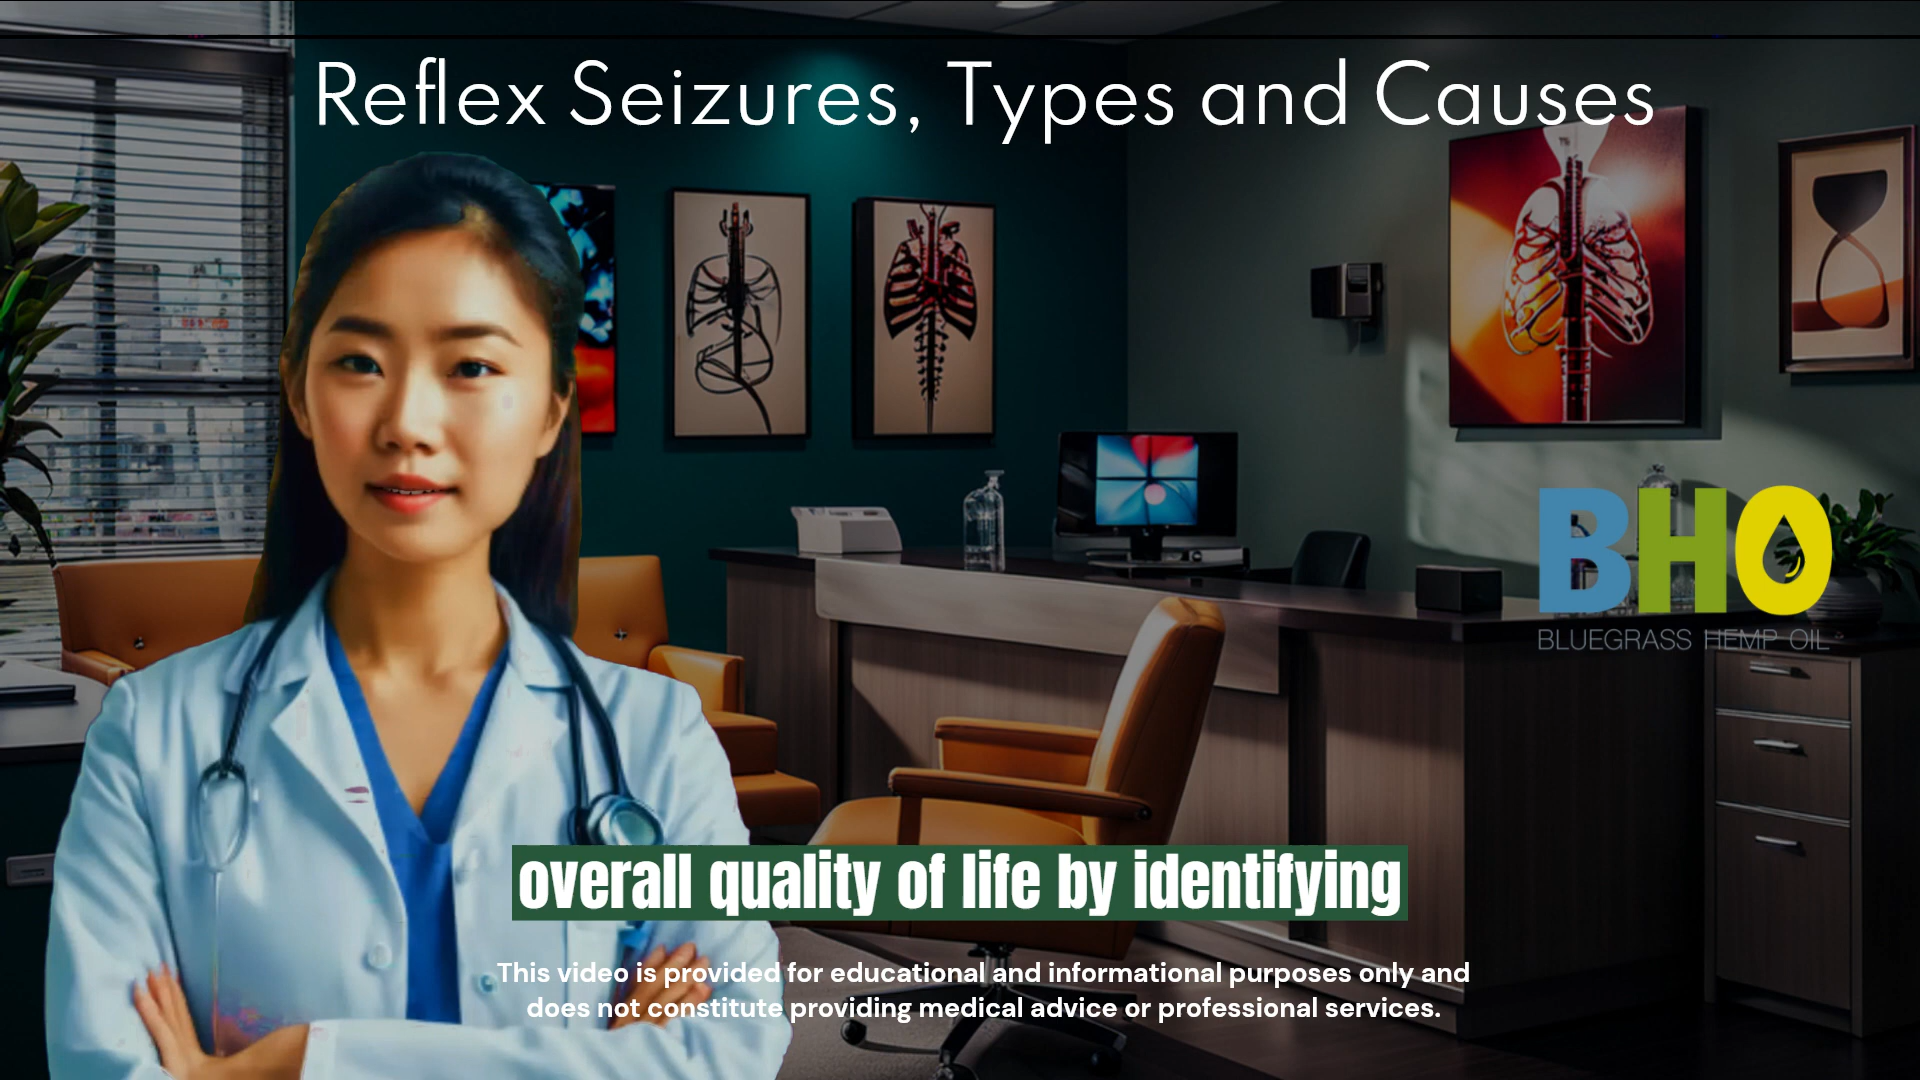 Reflex Seizures, Types and Causes
BHO
BLUEGRASS HEMP OIL
overall quality of life by identifying
This video is provided for educational and informational purposes only and
does not constitute providing medical advice or professional services.